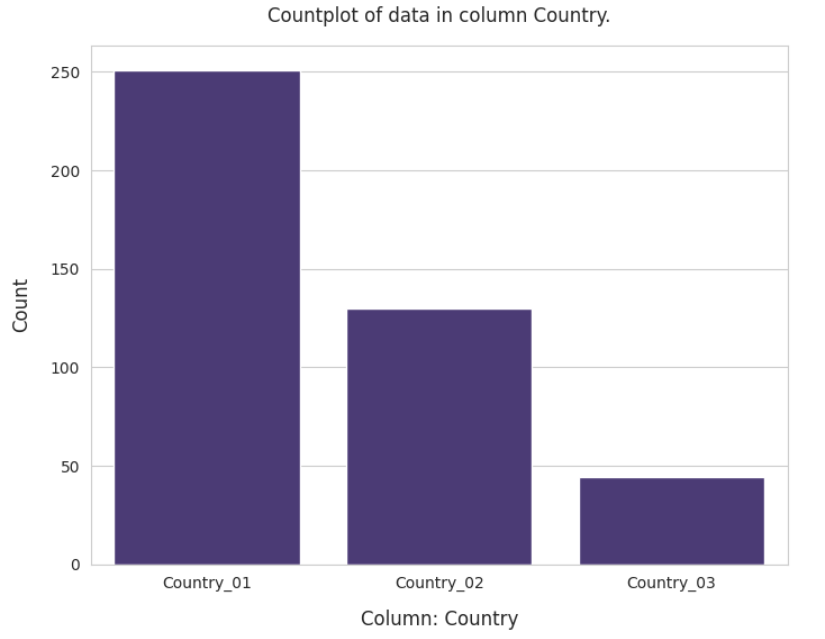 Countplot of data in column Country.
Count
250
200
150
100
50
0
Country_01 Country_02 Country_03
Column: Country